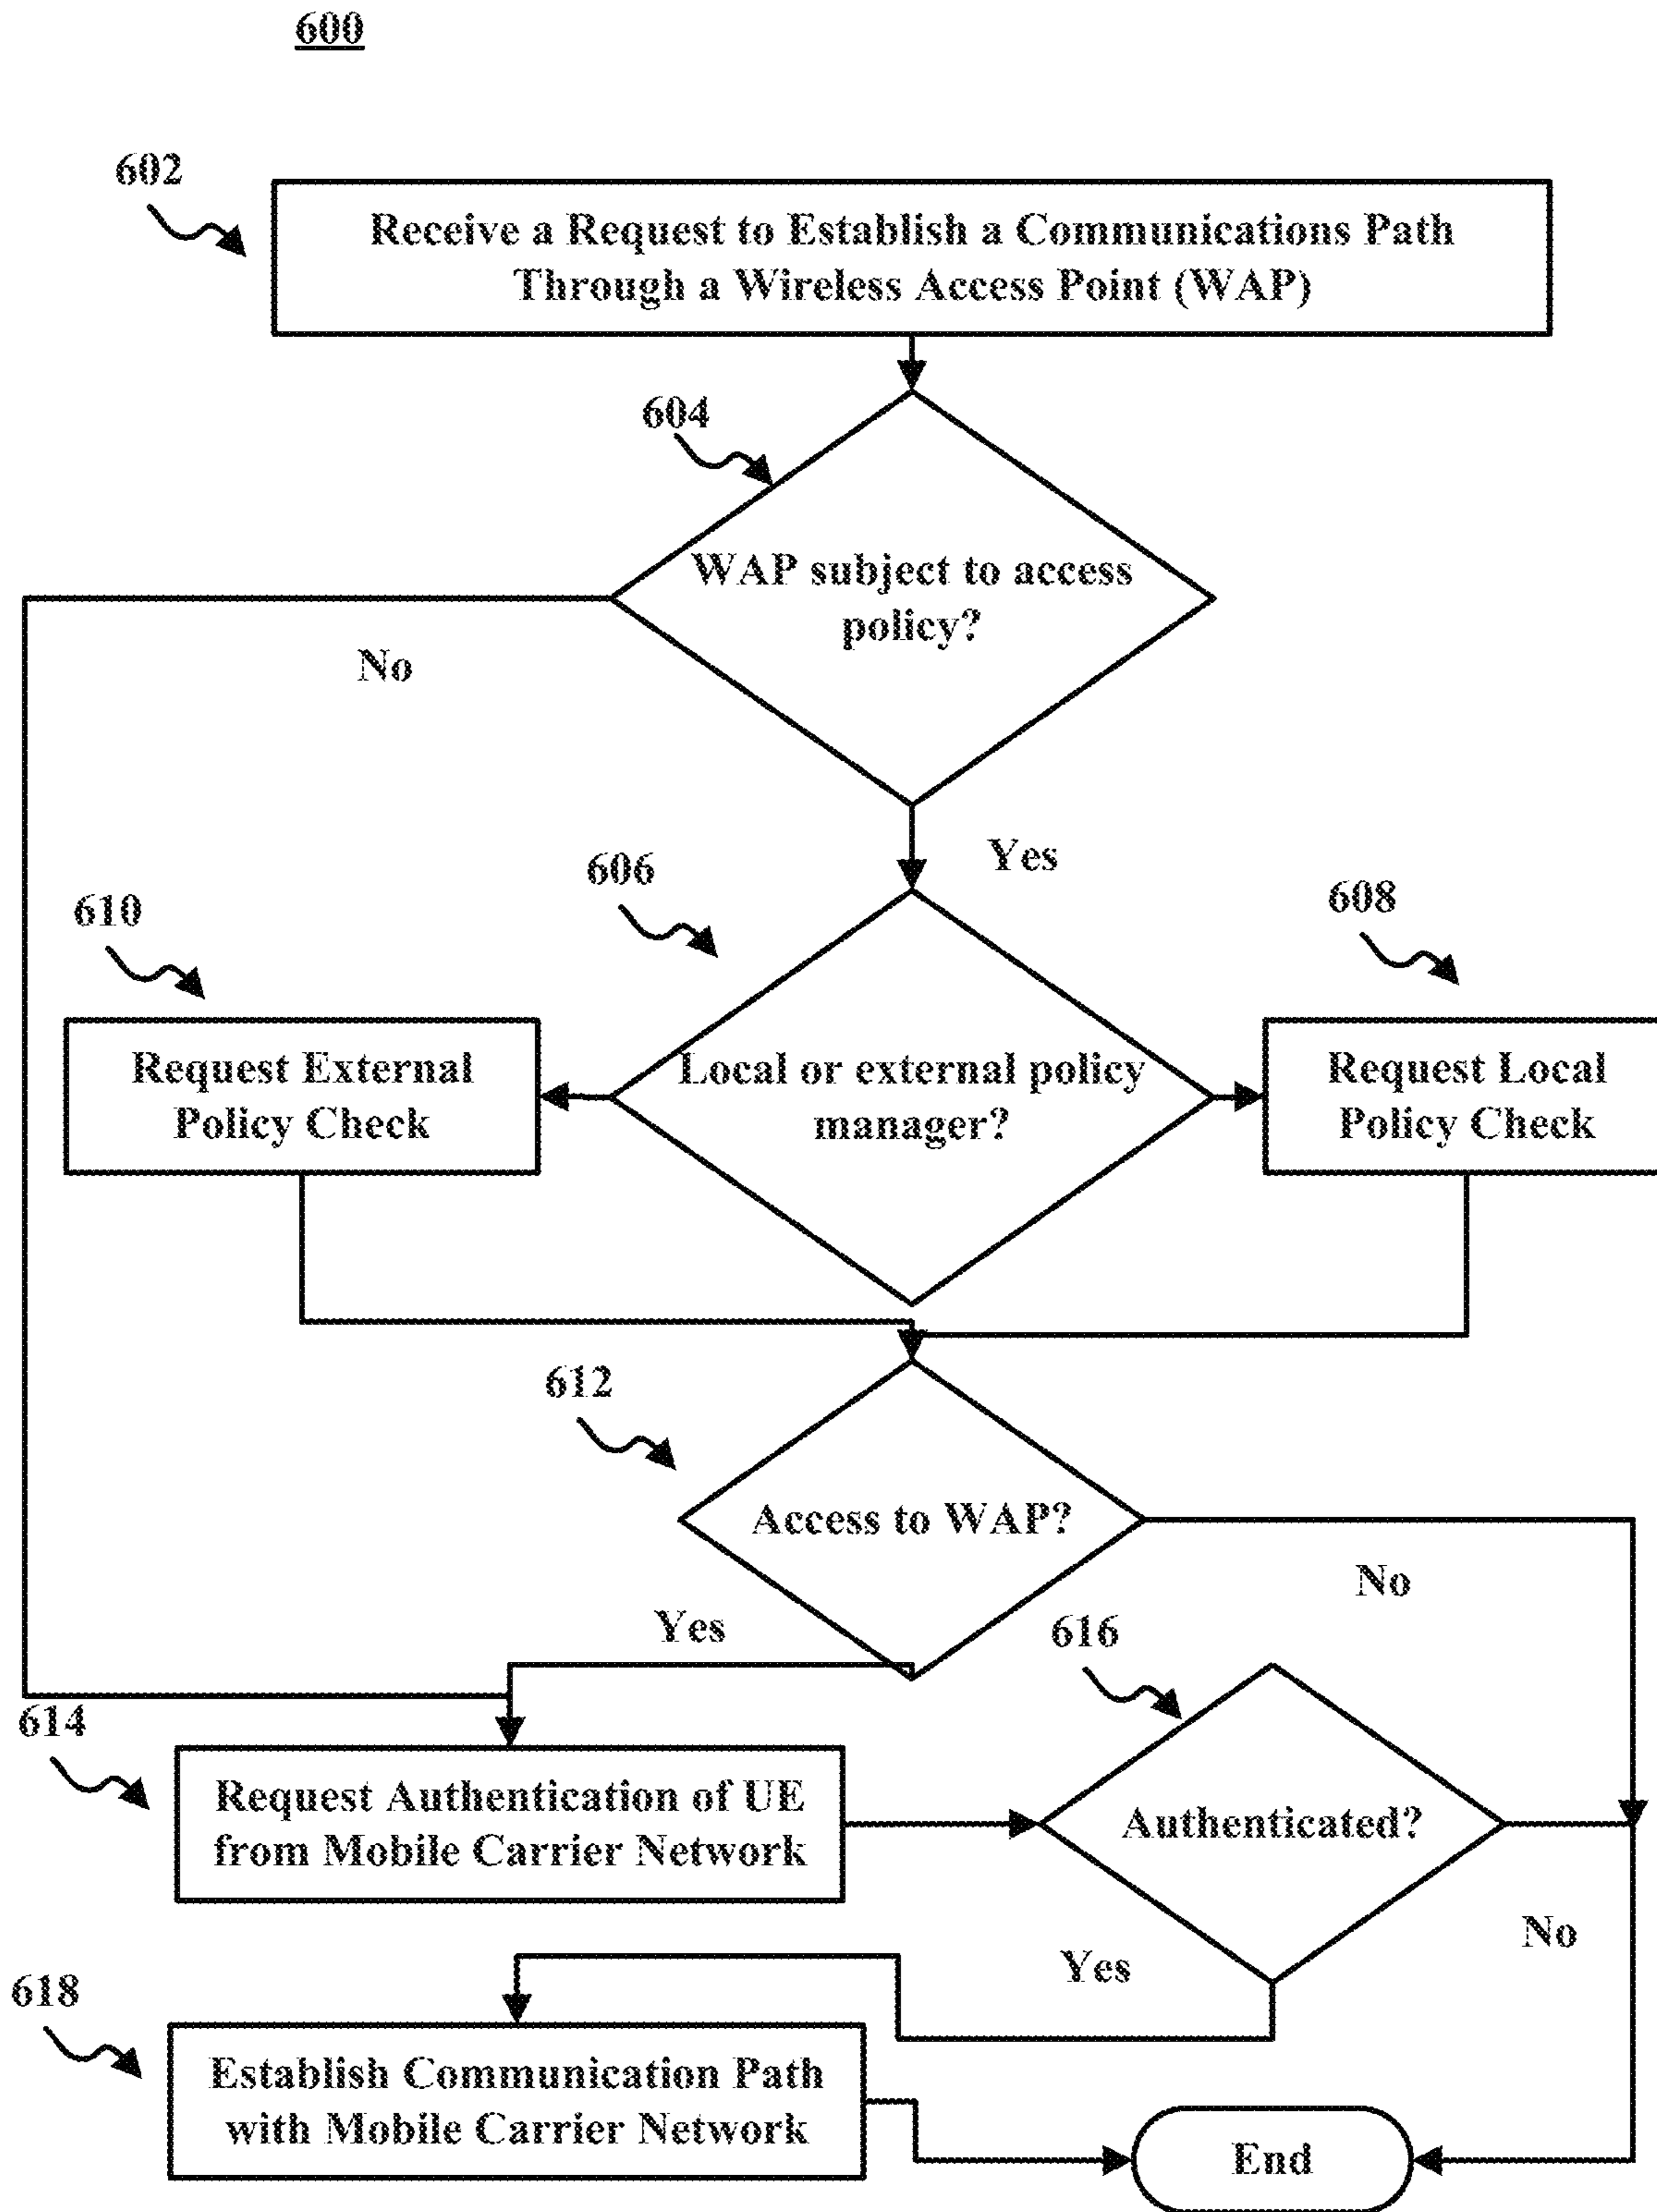 600
602
Receive a Request to Establish a Communications Path
Through a Wireless Access Point (WAP)
604
WAP subject to access
policy?
No
Yes
606
610
608
Request External
Policy Check
Local or external policy
manager?
Request Local
Policy Check
612
Access to WAP?
No
Yes
616
614
Request Authentication of UE
from Mobile Carrier Network
Authenticated?
No
Yes
618
Establish Communication Path
with Mobile Carrier Network
End